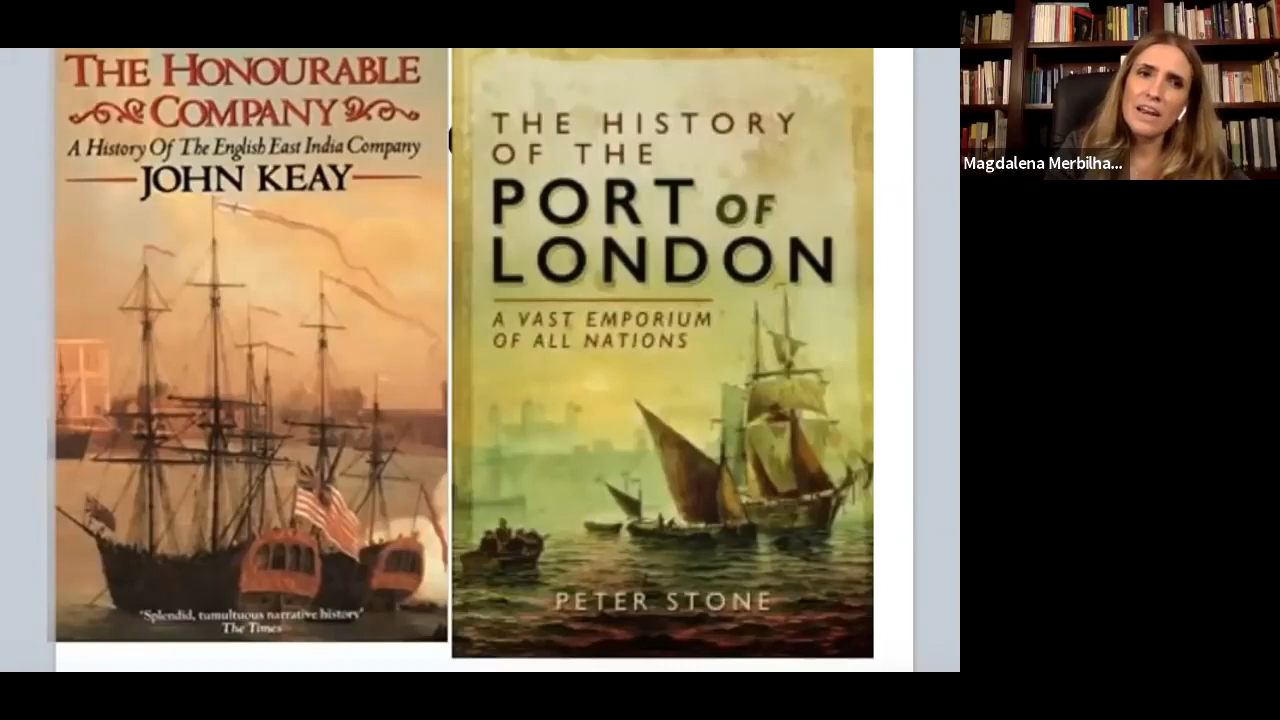 THE HONOURABLE
COMPANY
A History Of The English East India Company
JOHN KEAY
'Splendid, tumultuous narrative history'
The Times
THE HISTORY
OF THE
PORT OF
LONDON
A VAST EMPORIUM
OF ALL NATIONS
PETER STONE
Magdalena Merbilha...